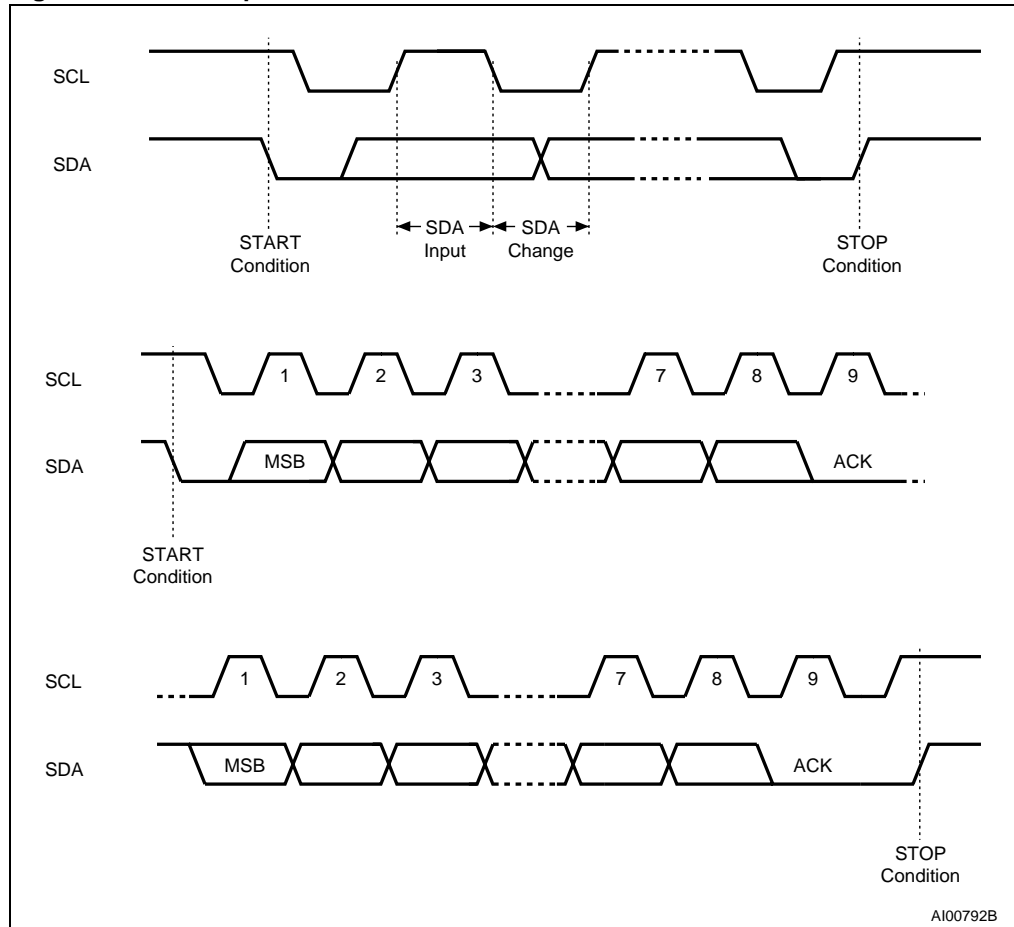 SCL
SDA
SDA
Input
SDA
Change
START
Condition
STOP
Condition
SCL
1
2
3
7
8
9
SDA
MSB
ACK
START
Condition
SCL
1
2
3
7
8
9
SDA
MSB
ACK
STOP
Condition
AI00792B